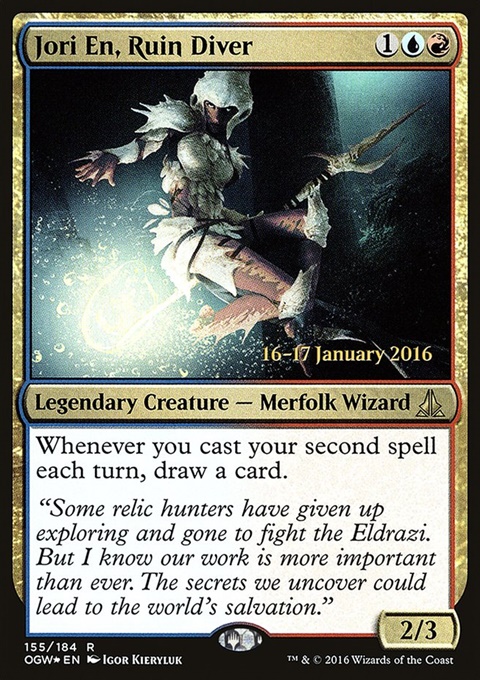 Jori En, Ruin Diver 1
16–17 January 2016
Legendary Creature — Merfolk Wizard
Whenever you cast your second spell
each turn, draw a card.
“Some relic hunters have given up
exploring and gone to fight the Eldrazi.
But I know our work is more important
than ever. The secrets we uncover could
lead to the world’s salvation.”
2/3
155/184 R
OGW★EN Igor Kieryluk
™ & © 2016 Wizards of the Coast